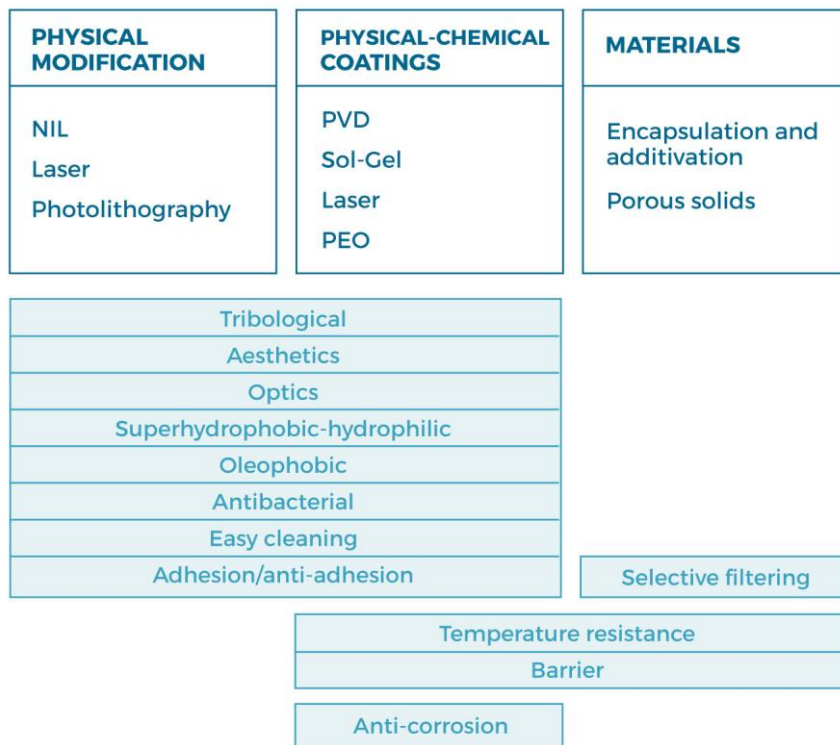 PHYSICAL
MODIFICATION
NIL
Laser
Photolithography
PHYSICAL-CHEMICAL
COATINGS
PVD
Sol-Gel
Laser
PEO
MATERIALS
Encapsulation and
additivation
Porous solids
Tribological
Aesthetics
Optics
Superhydrophobic-hydrophilic
Oleophobic
Antibacterial
Easy cleaning
Adhesion/anti-adhesion
Selective filtering
Temperature resistance
Barrier
Anti-corrosion